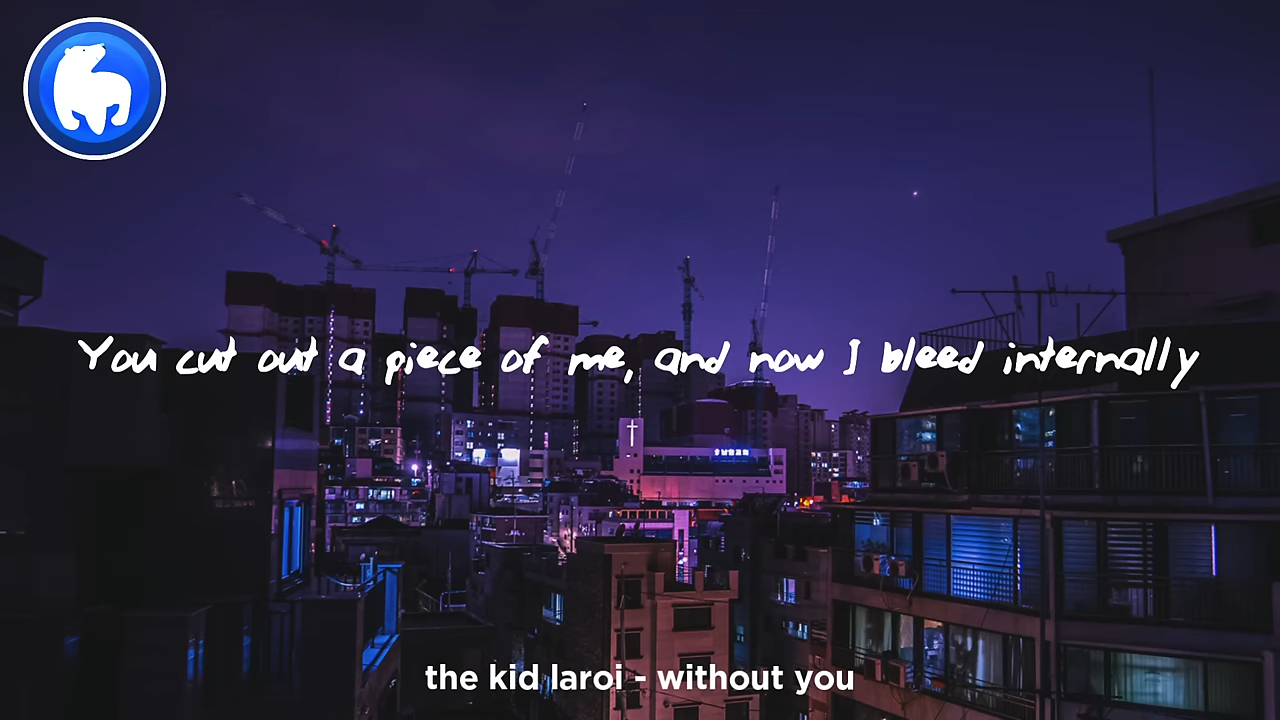 You cut out a piece of me, and now I bleed internally
the kid laroi - without you